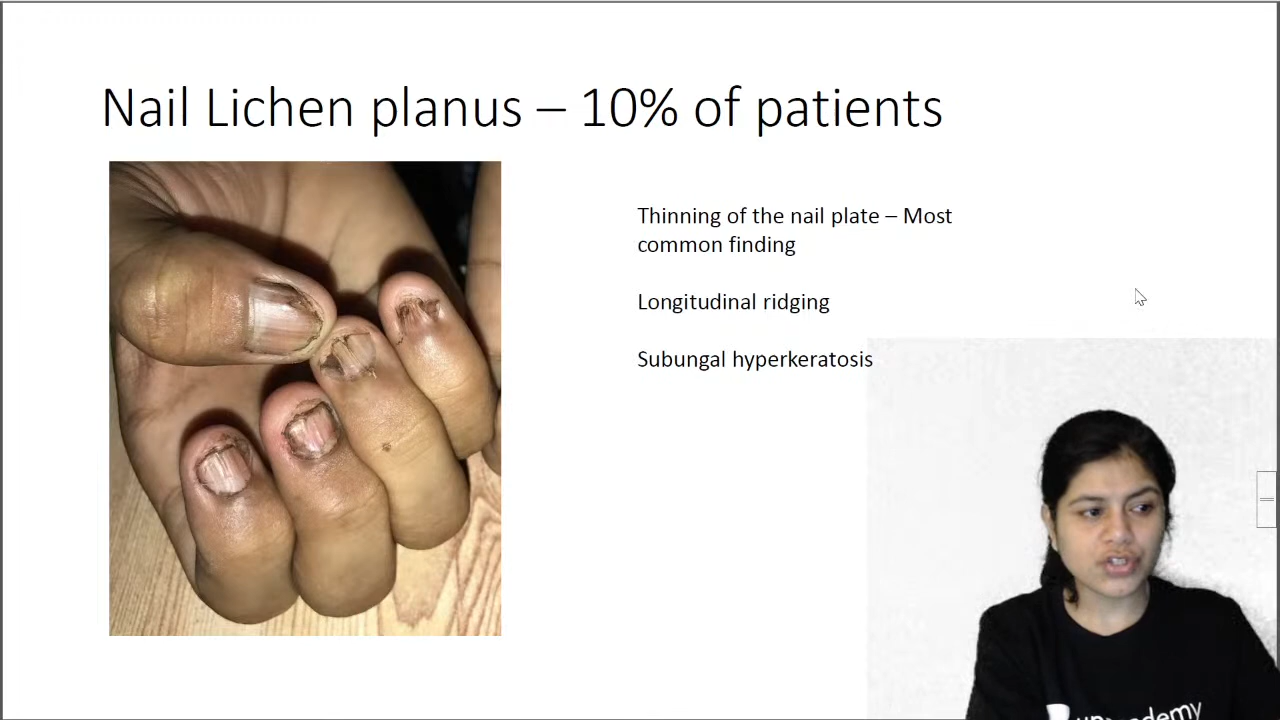 Nail Lichen planus – 10% of patients
Thinning of the nail plate – Most
common finding
Longitudinal ridging
Subungal hyperkeratosis